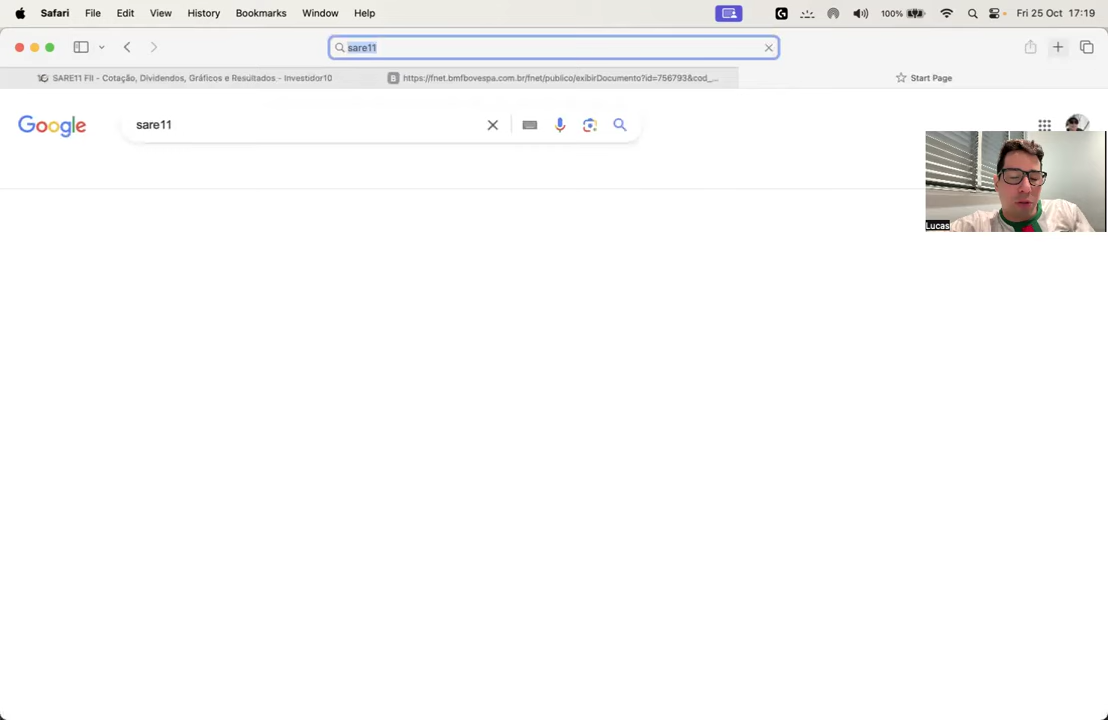 Safari File Edit View History Bookmarks Window Help 100% Fri 25 Oct 17:19
sare11
SARE11 FII - Cotação, Dividendos, Gráficos e Resultados - Investidor10 https://fnet.bmfbovespa.com.br/fnet/publico/exibirDocumento?id=756793&cod_... Start Page
Google sare11
Lucas